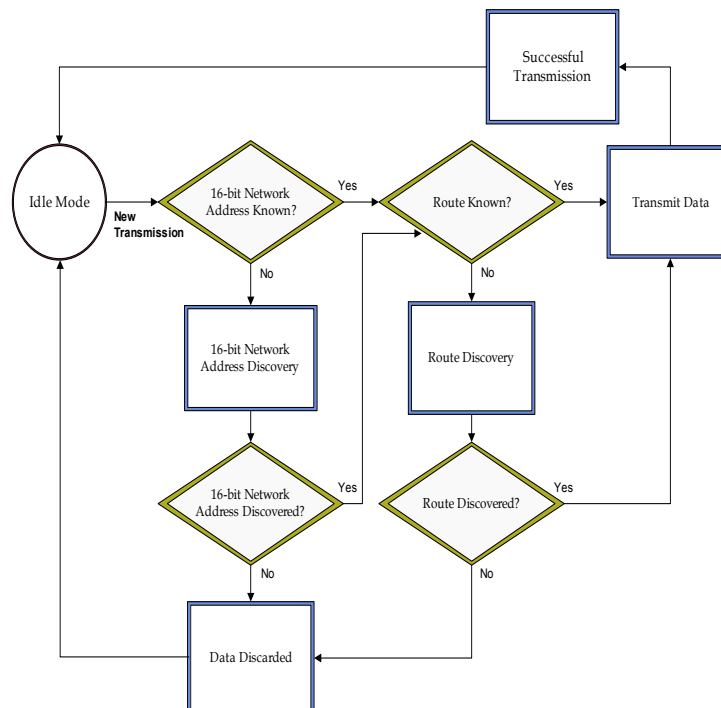 Successful
Transmission
Idle Mode
New
Transmission
16-bit Network
Address Known?
Yes
Route Known?
Yes
Transmit Data
No
No
16-bit Network
Address Discovery
Route Discovery
16-bit Network
Address Discovered?
Yes
Route Discovered?
Yes
No
No
Data Discarded